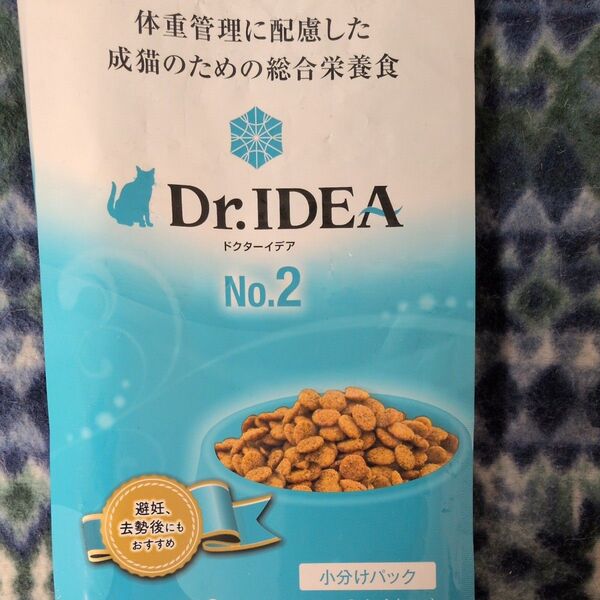 体重管理に配慮した
成猫のための総合栄養食
Dr.IDEA
ドクターイデア
No.2
避妊、
去勢後にも
おすすめ
小分けパック